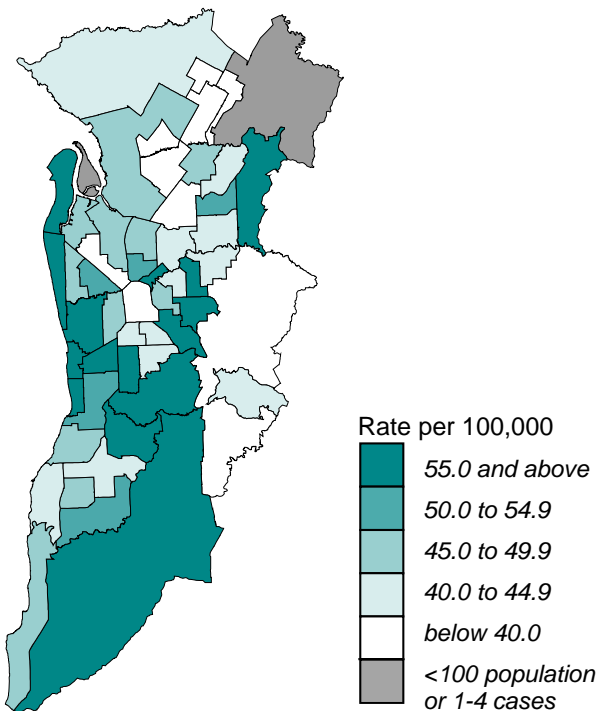 Rate per 100,000
55.0 and above
50.0 to 54.9
45.0 to 49.9
40.0 to 44.9
below 40.0
<100 population
or 1-4 cases